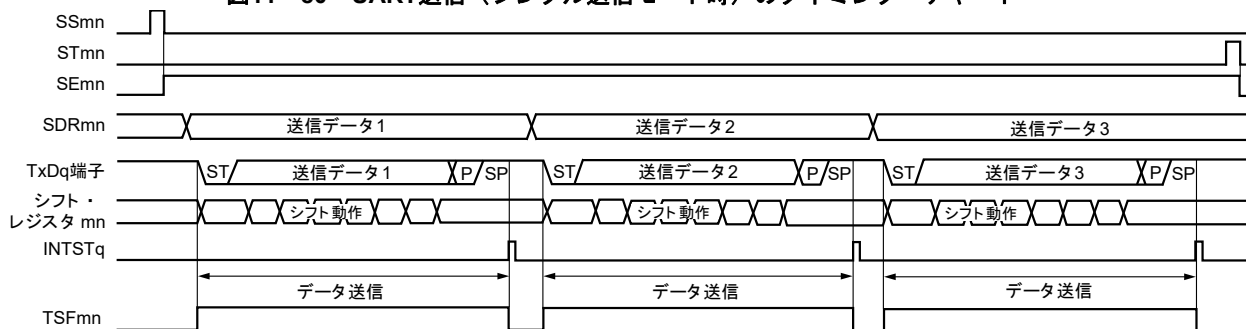 SSmn
STmn
SEmn
SDRmn 送信データ1 送信データ2 送信データ3
TxDq端子 ST 送信データ1 P SP ST 送信データ2 P SP ST 送信データ3 P SP
シフト・
レジスタ mn シフト動作 シフト動作 シフト動作
INTSTq
データ送信 データ送信 データ送信
TSFmn